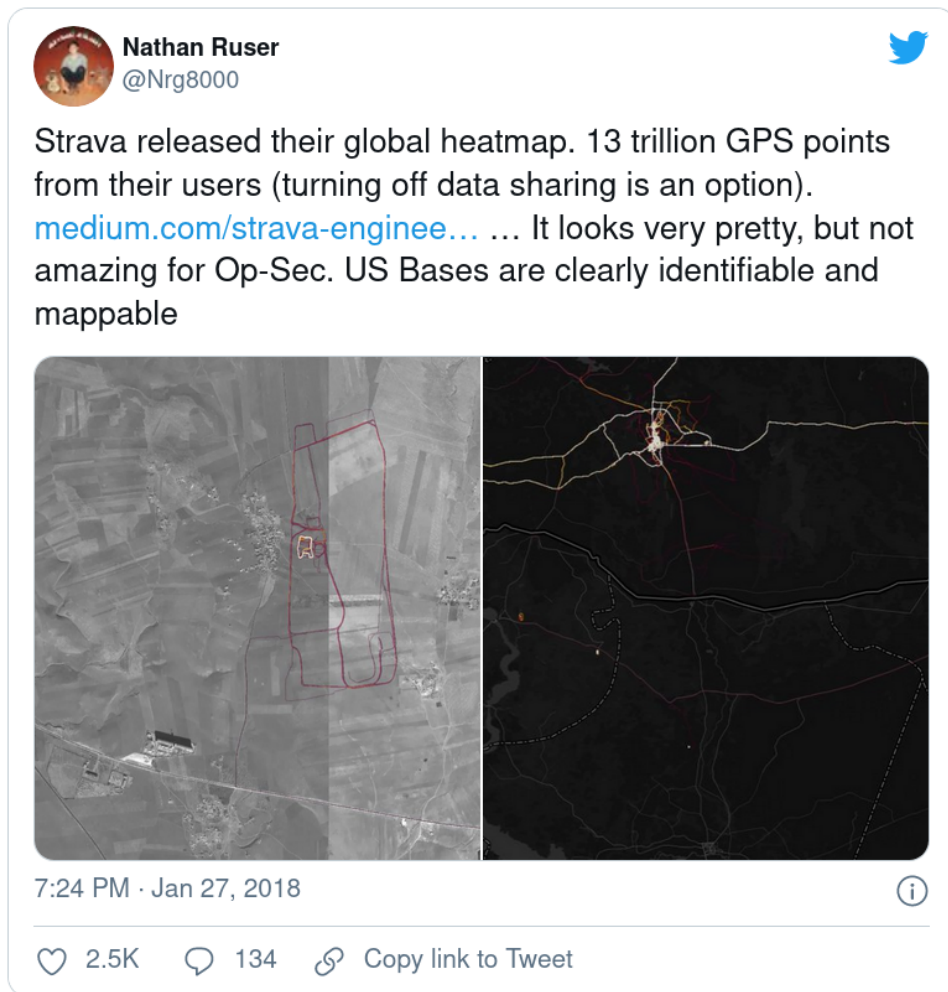 Nathan Ruser
@Nrg8000
Strava released their global heatmap. 13 trillion GPS points
from their users (turning off data sharing is an option).
medium.com/strava-enginee… … It looks very pretty, but not
amazing for Op-Sec. US Bases are clearly identifiable and
mappable
7:24 PM · Jan 27, 2018
2.5K 134 Copy link to Tweet